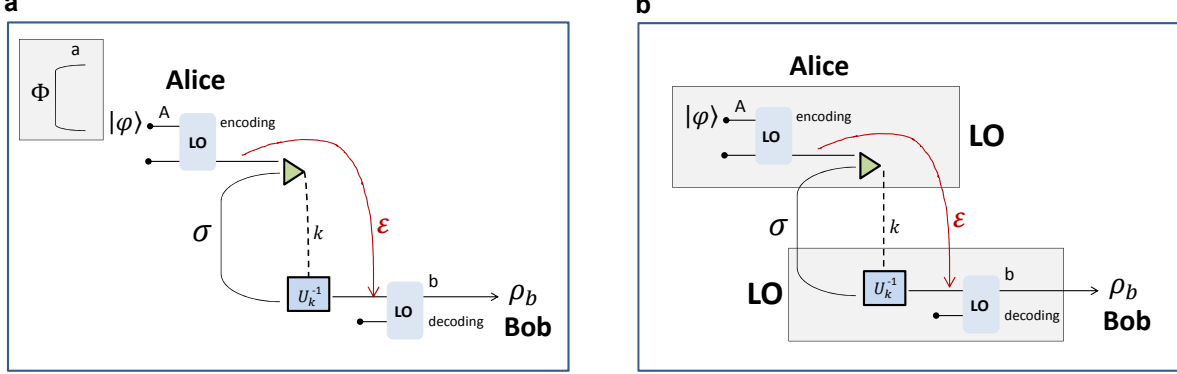 a
a
Φ
Alice
|φ⟩
A
LO
encoding
σ
k
ε
U_k^{-1}
b
LO
decoding
ρ_b
Bob
b
Alice
|φ⟩
A
LO
encoding
LO
σ
k
ε
LO
U_k^{-1}
b
LO
decoding
ρ_b
Bob